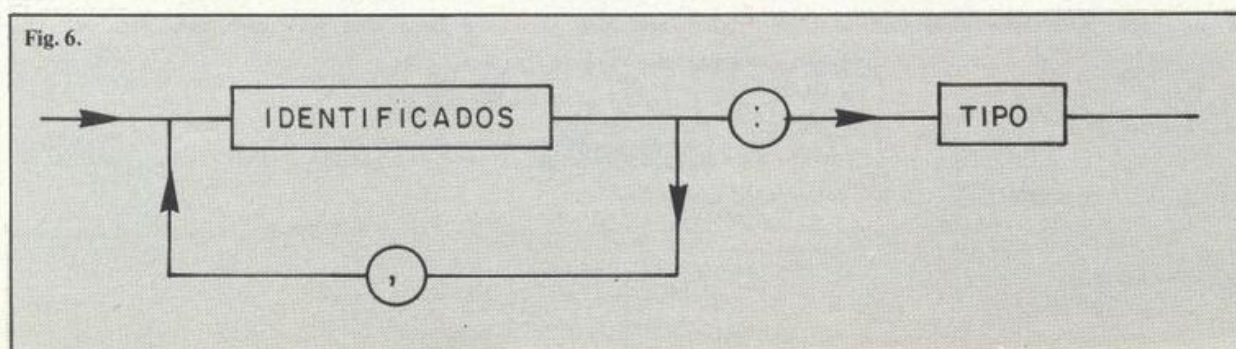 Fig. 6.
IDENTIFICADOS
:
TIPO
,